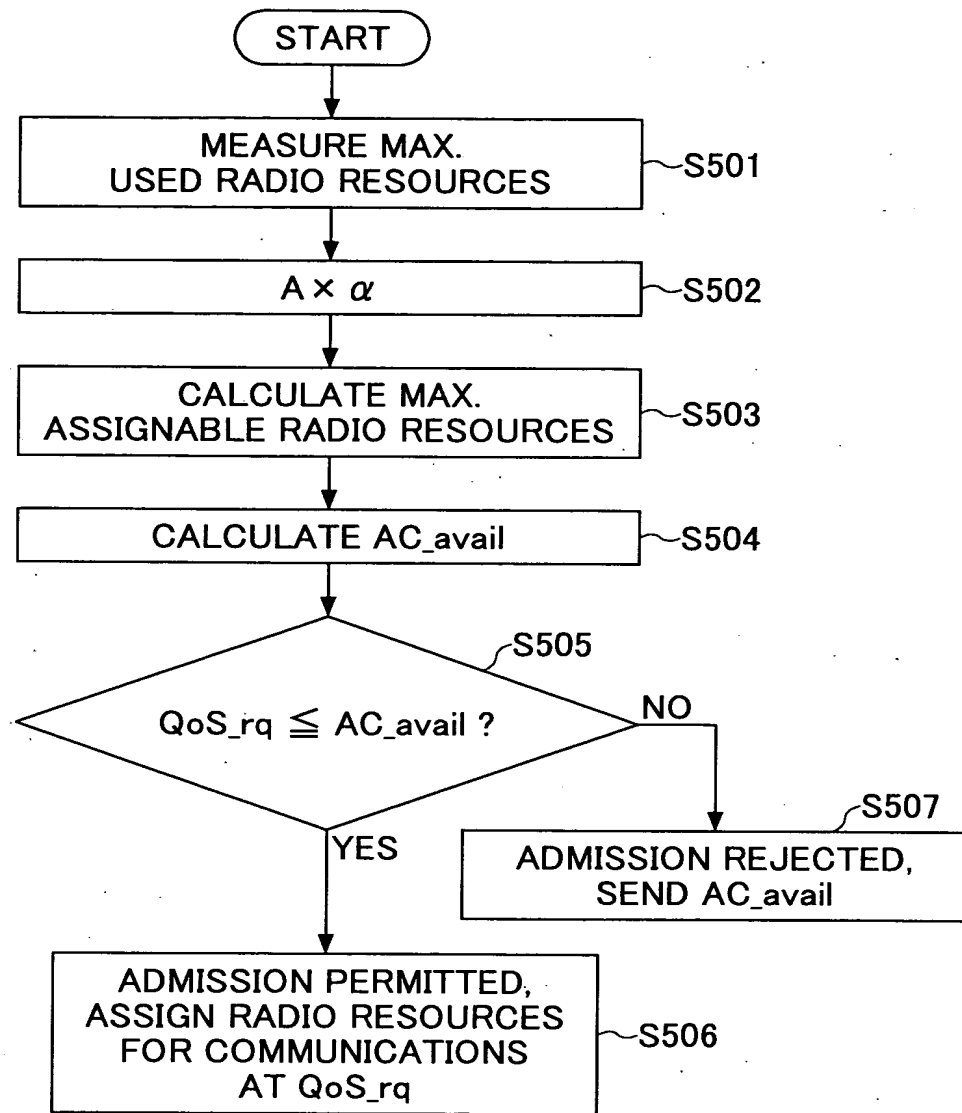 START
MEASURE MAX.
USED RADIO RESOURCES
S501
A × α
S502
CALCULATE MAX.
ASSIGNABLE RADIO RESOURCES
S503
CALCULATE AC_avail
S504
S505
QoS_rq ≦ AC_avail ?
NO
YES
S507
ADMISSION REJECTED,
SEND AC_avail
ADMISSION PERMITTED,
ASSIGN RADIO RESOURCES
FOR COMMUNICATIONS
AT QoS_rq
S506